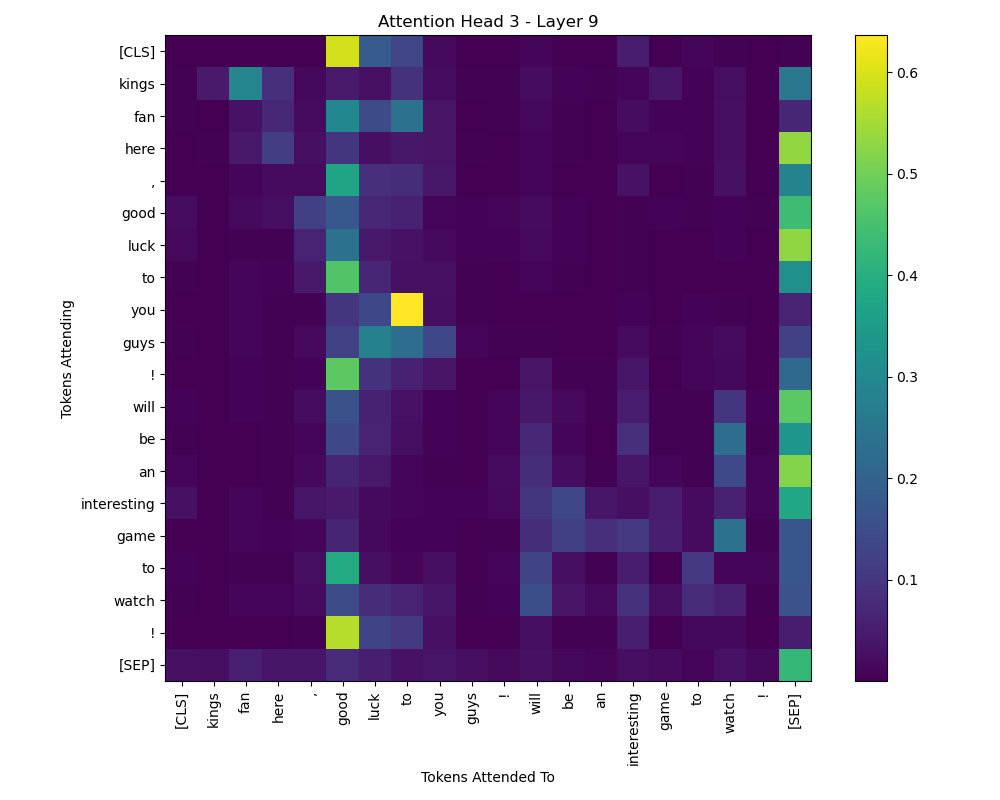 Attention Head 3 - Layer 9
Tokens Attending
[CLS]
kings
fan
here
,
good
luck
to
you
guys
!
will
be
an
interesting
game
to
watch
!
[SEP]
[CLS]
kings
fan
here
,
good
luck
to
you
guys
!
will
be
an
interesting
game
to
watch
!
[SEP]
Tokens Attended To
0.6
0.5
0.4
0.3
0.2
0.1